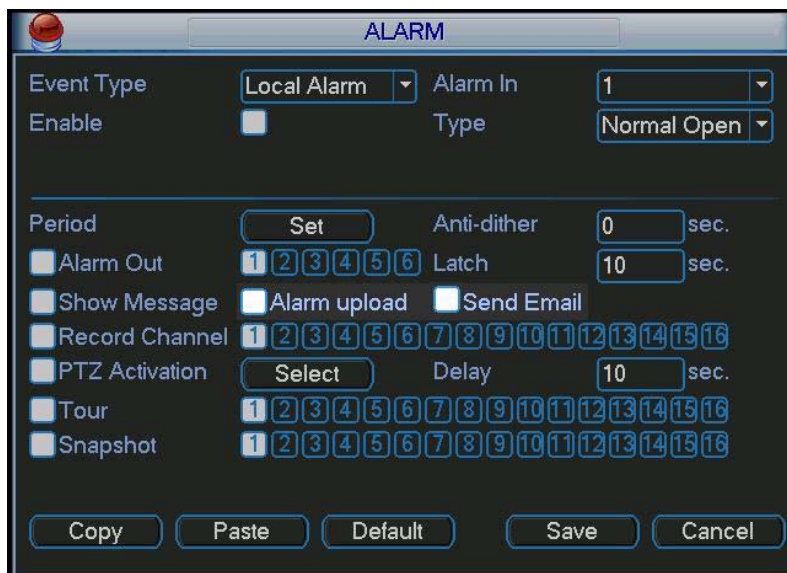 ALARM
Event Type Local Alarm Alarm In 1
Enable Type Normal Open
Period Set Anti-dither 0 sec.
Alarm Out 1 2 3 4 5 6 Latch 10 sec.
Show Message Alarm upload Send Email
Record Channel 1 2 3 4 5 6 7 8 9 10 11 12 13 14 15 16
PTZ Activation Select Delay 10 sec.
Tour 1 2 3 4 5 6 7 8 9 10 11 12 13 14 15 16
Snapshot 1 2 3 4 5 6 7 8 9 10 11 12 13 14 15 16
Copy Paste Default Save Cancel